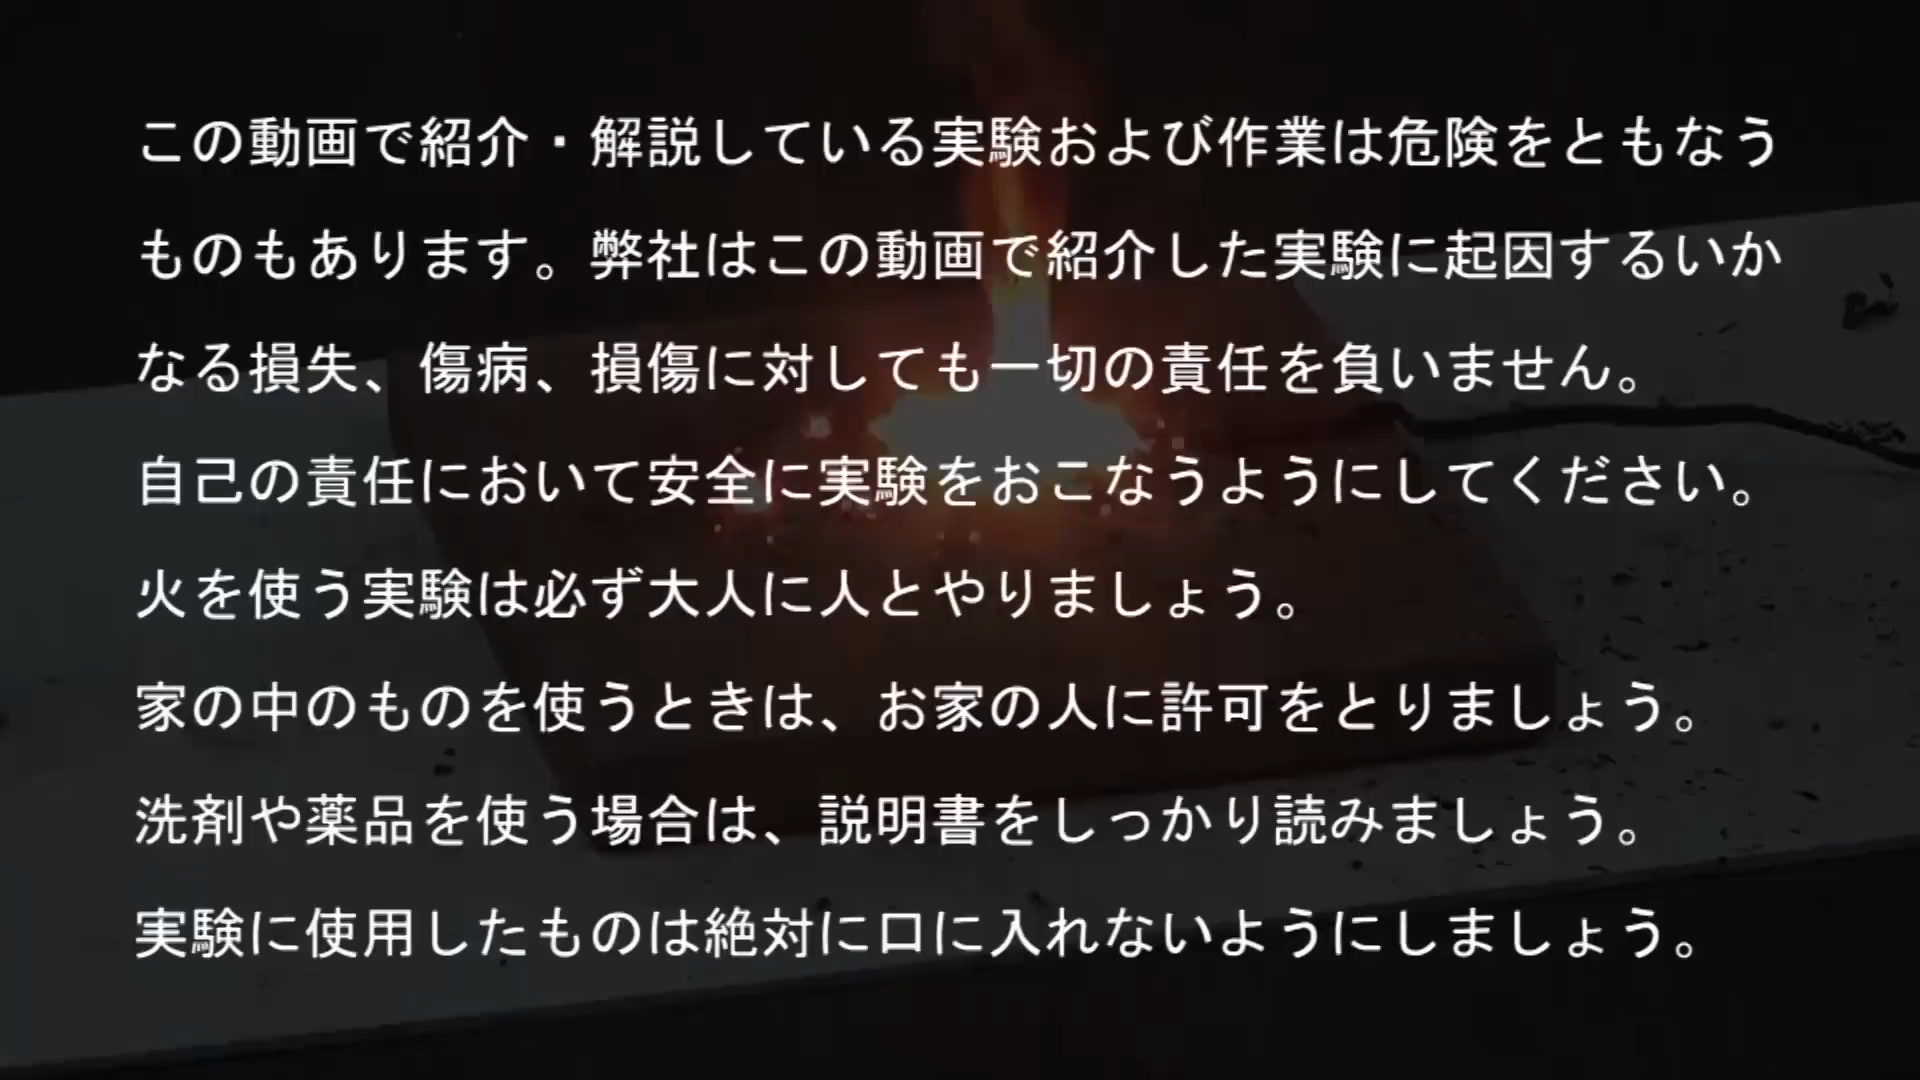 この動画で紹介・解説している実験および作業は危険をともなう
ものもあります。弊社はこの動画で紹介した実験に起因するいか
なる損失、傷病、損傷に対しても一切の責任を負いません。
自己の責任において安全に実験をおこなうようにしてください。
火を使う実験は必ず大人に人とやりましょう。
家の中のものを使うときは、お家の人に許可をとりましょう。
洗剤や薬品を使う場合は、説明書をしっかり読みましょう。
実験に使用したものは絶対に口に入れないようにしましょう。